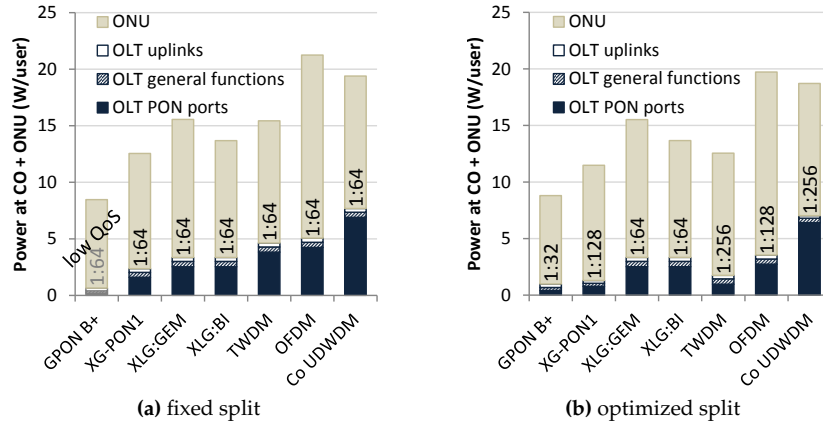 Power at CO + ONU (W/user)
25
20
15
10
5
0
ONU
OLT uplinks
OLT general functions
OLT PON ports
low QoS
1:64
1:64
1:64
1:64
1:64
1:64
1:64
GPON B+
XG-PON1
XLG:GEM
XLG:BI
TWDM
OFDM
Co UDWDM
(a) fixed split
Power at CO + ONU (W/user)
25
20
15
10
5
0
ONU
OLT uplinks
OLT general functions
OLT PON ports
1:32
1:128
1:64
1:64
1:256
1:128
1:256
GPON B+
XG-PON1
XLG:GEM
XLG:BI
TWDM
OFDM
Co UDWDM
(b) optimized split